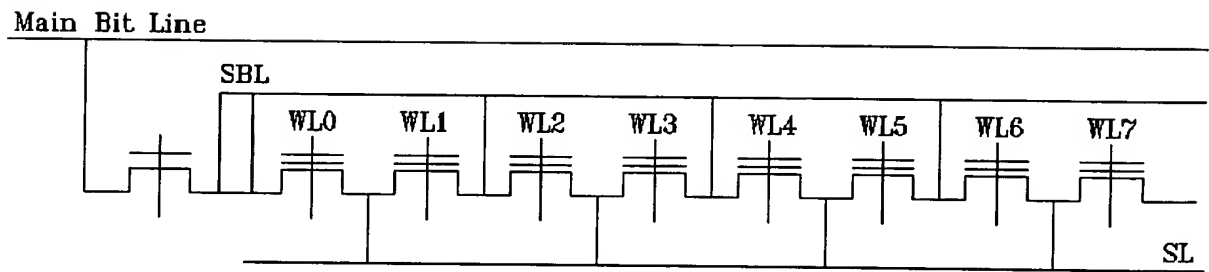 Main Bit Line
SBL
WL0 WL1 WL2 WL3 WL4 WL5 WL6 WL7
SL